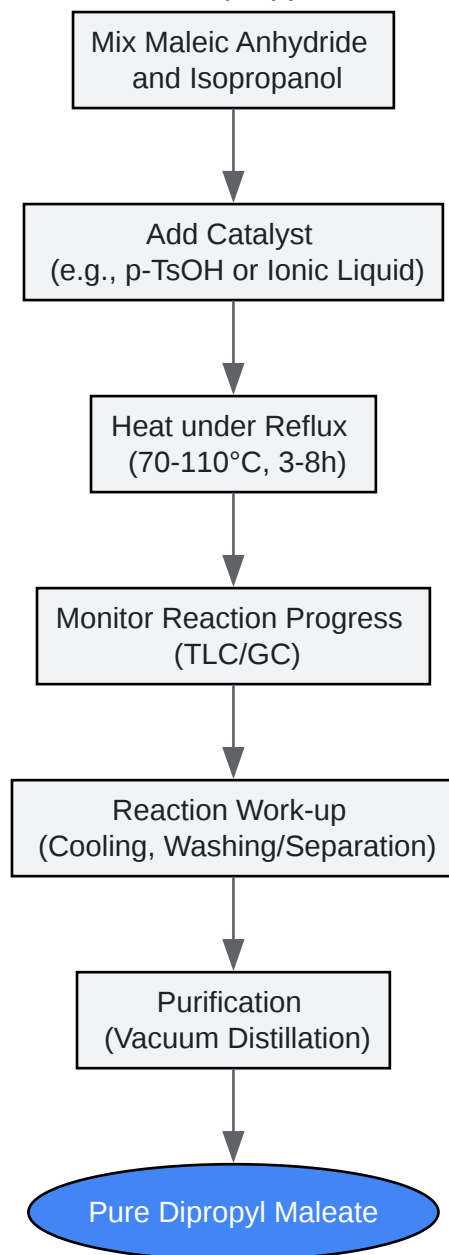 Mix Maleic Anhydride
and Isopropanol
Add Catalyst
(e.g., p-TsOH or Ionic Liquid)
Heat under Reflux
(70-110°C, 3-8h)
Monitor Reaction Progress
(TLC/GC)
Reaction Work-up
(Cooling, Washing/Separation)
Purification
(Vacuum Distillation)
Pure Dipropyl Maleate